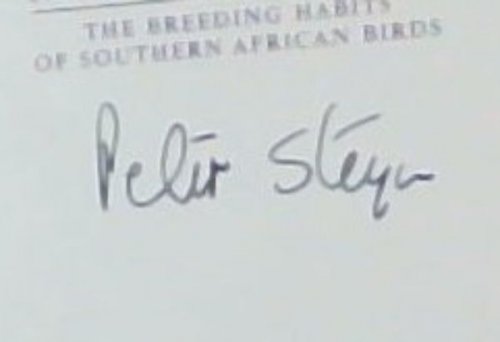 THE BREEDING HABITS
OF SOUTHERN AFRICAN BIRDS
Peter Steyn